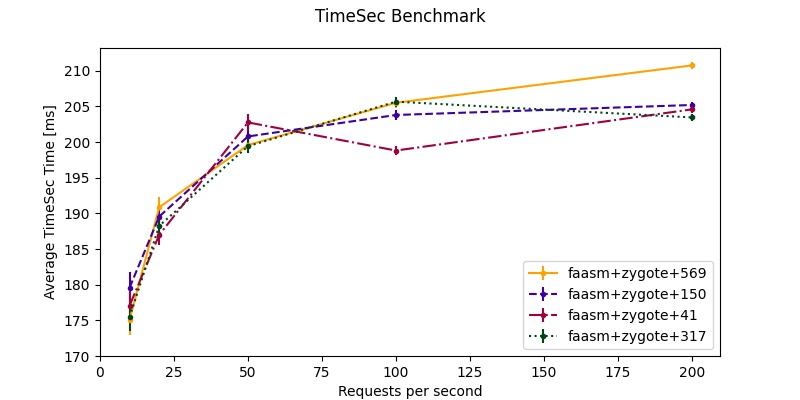 TimeSec Benchmark
Average TimeSec Time [ms]
210
205
200
195
190
185
180
175
170
0 25 50 75 100 125 150 175 200
Requests per second
faasm+zygote+569
faasm+zygote+150
faasm+zygote+41
faasm+zygote+317